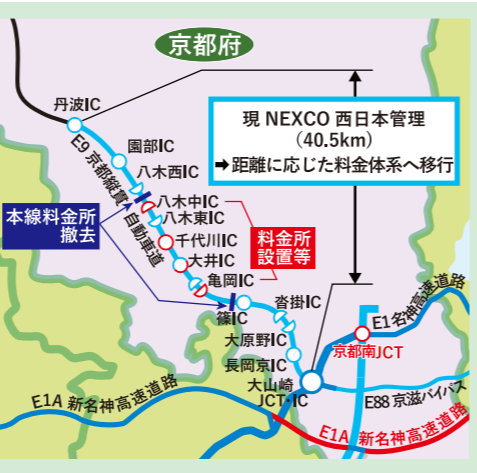 京都府
現 NEXCO 西日本管理
（40.5km）
➡距離に応じた料金体系へ移行
丹波IC
園部IC
E9 京都縦貫自動車道
八木西IC
八木中IC
八木東IC
本線料金所
撤去
千代川IC
料金所
設置等
大井IC
亀岡IC
篠IC
沓掛IC
大原野IC
長岡京IC
大山崎
JCT・IC
E1名神高速道路
京都南JCT
E88 京滋バイパス
E1A 新名神高速道路
E1A 新名神高速道路